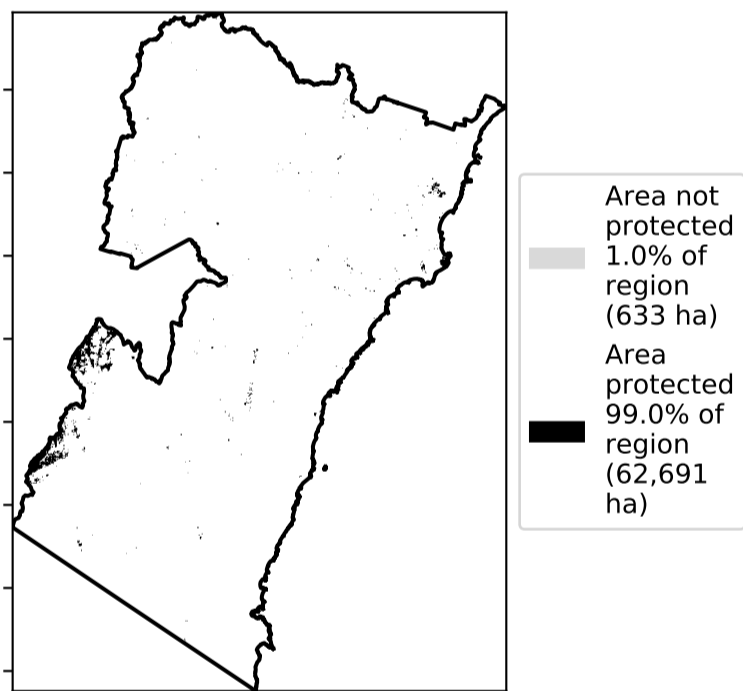 Area not
protected
1.0% of
region
(633 ha)
Area
protected
99.0% of
region
(62,691
ha)